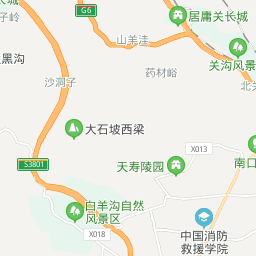 G6
居庸关长城
山羊洼
子岭
黑沟
药材峪
关沟风景
沙洞子
北关
大石坡西梁
X013
S3801
天寿陵园
南口
白羊沟自然
风景区
X018
中国消防
救援学院